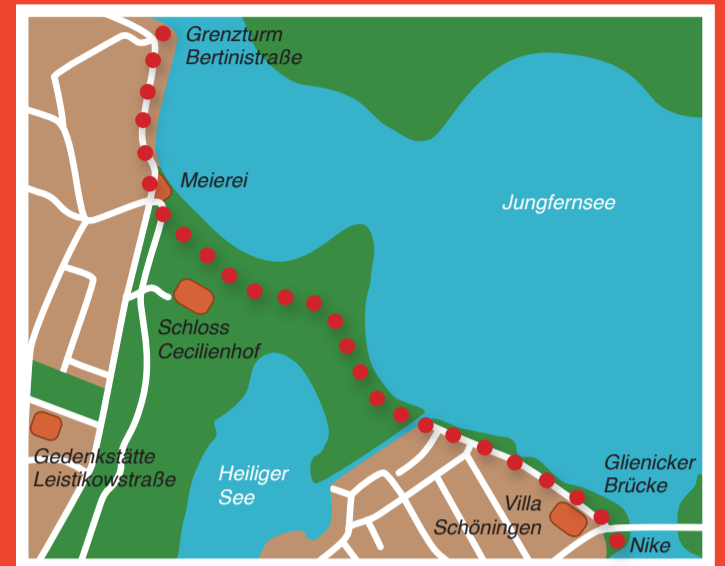 Grenzturm
Bertinistraße
Meierei
Jungfernsee
Schloss
Cecilienhof
Gedenkstätte
Leistikowstraße
Heiliger
See
Glienicker
Brücke
Villa
Schöningen
Nike